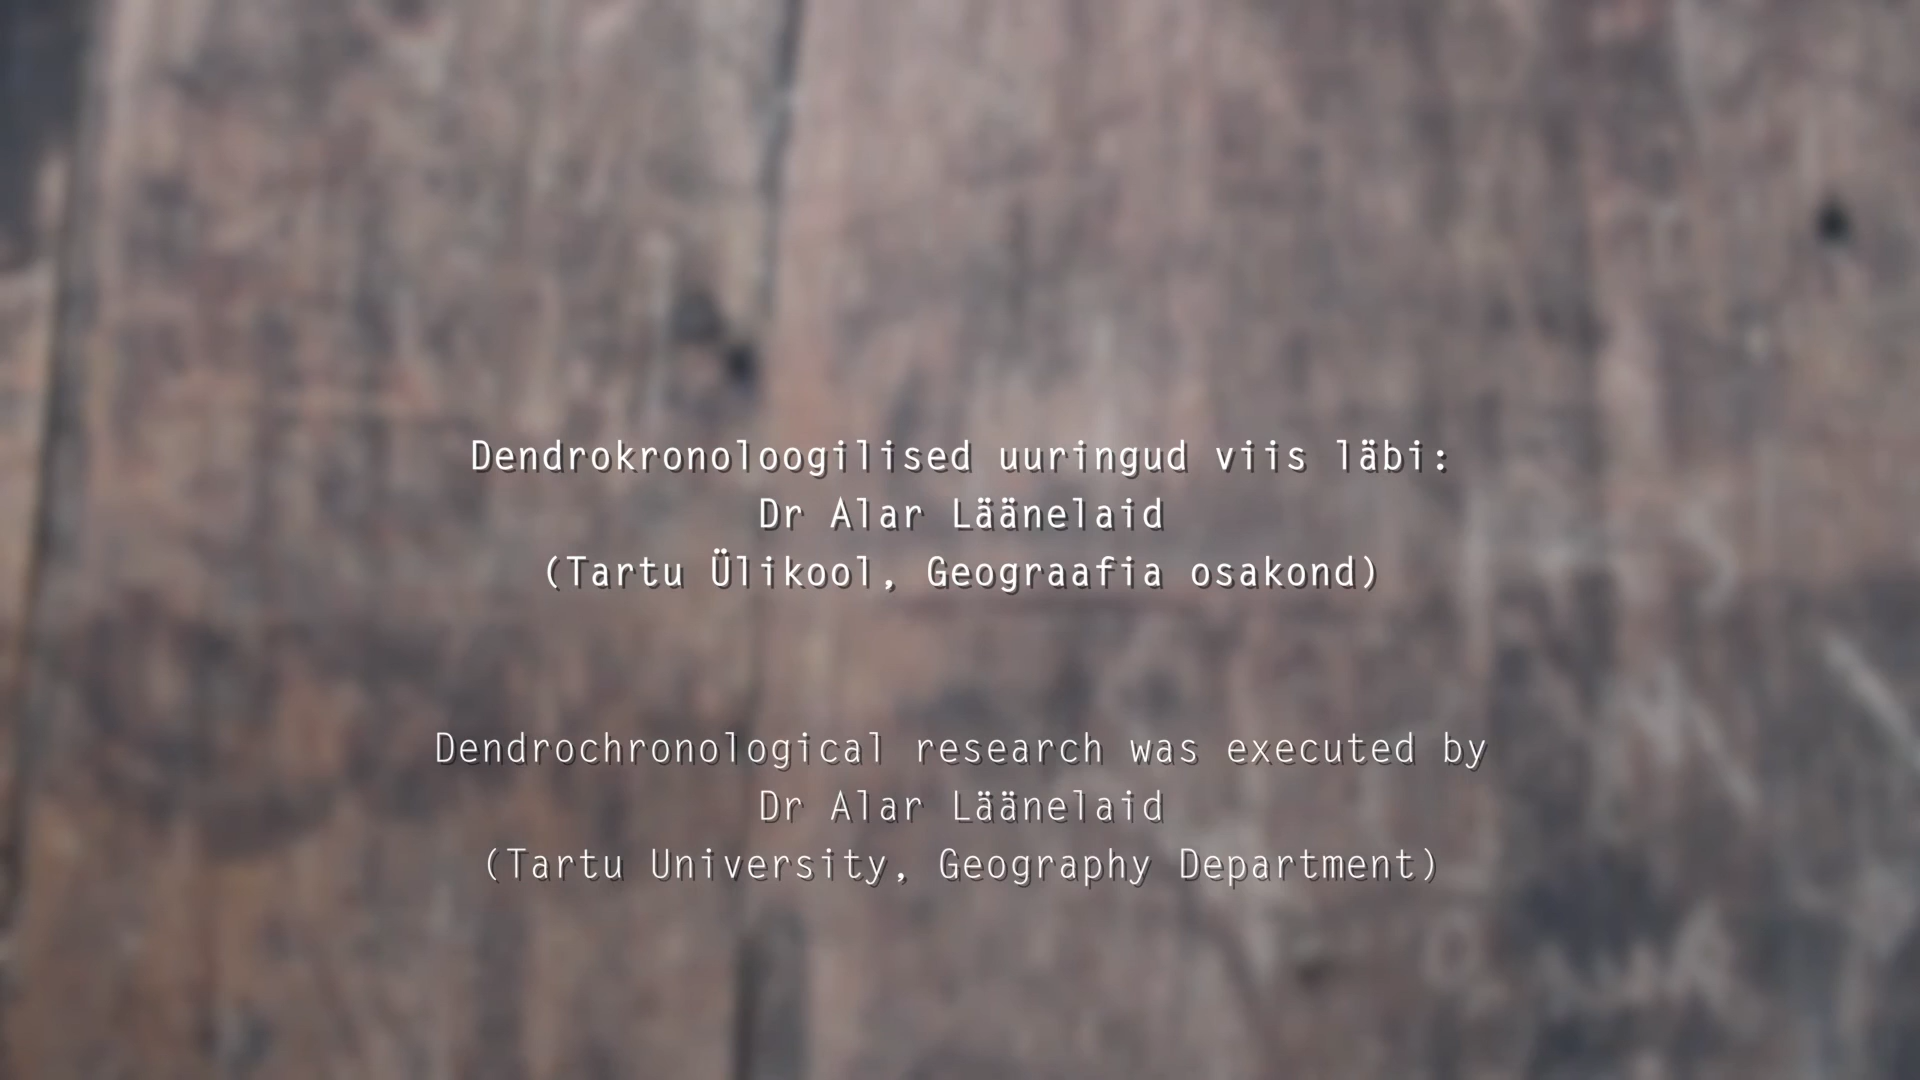 Dendrokronoloogilised uuringud viis läbi:
Dr Alar Läänelaid
(Tartu Ülikool, Geograafia osakond)
Dendrochronological research was executed by
Dr Alar Läänelaid
(Tartu University, Geography Department)